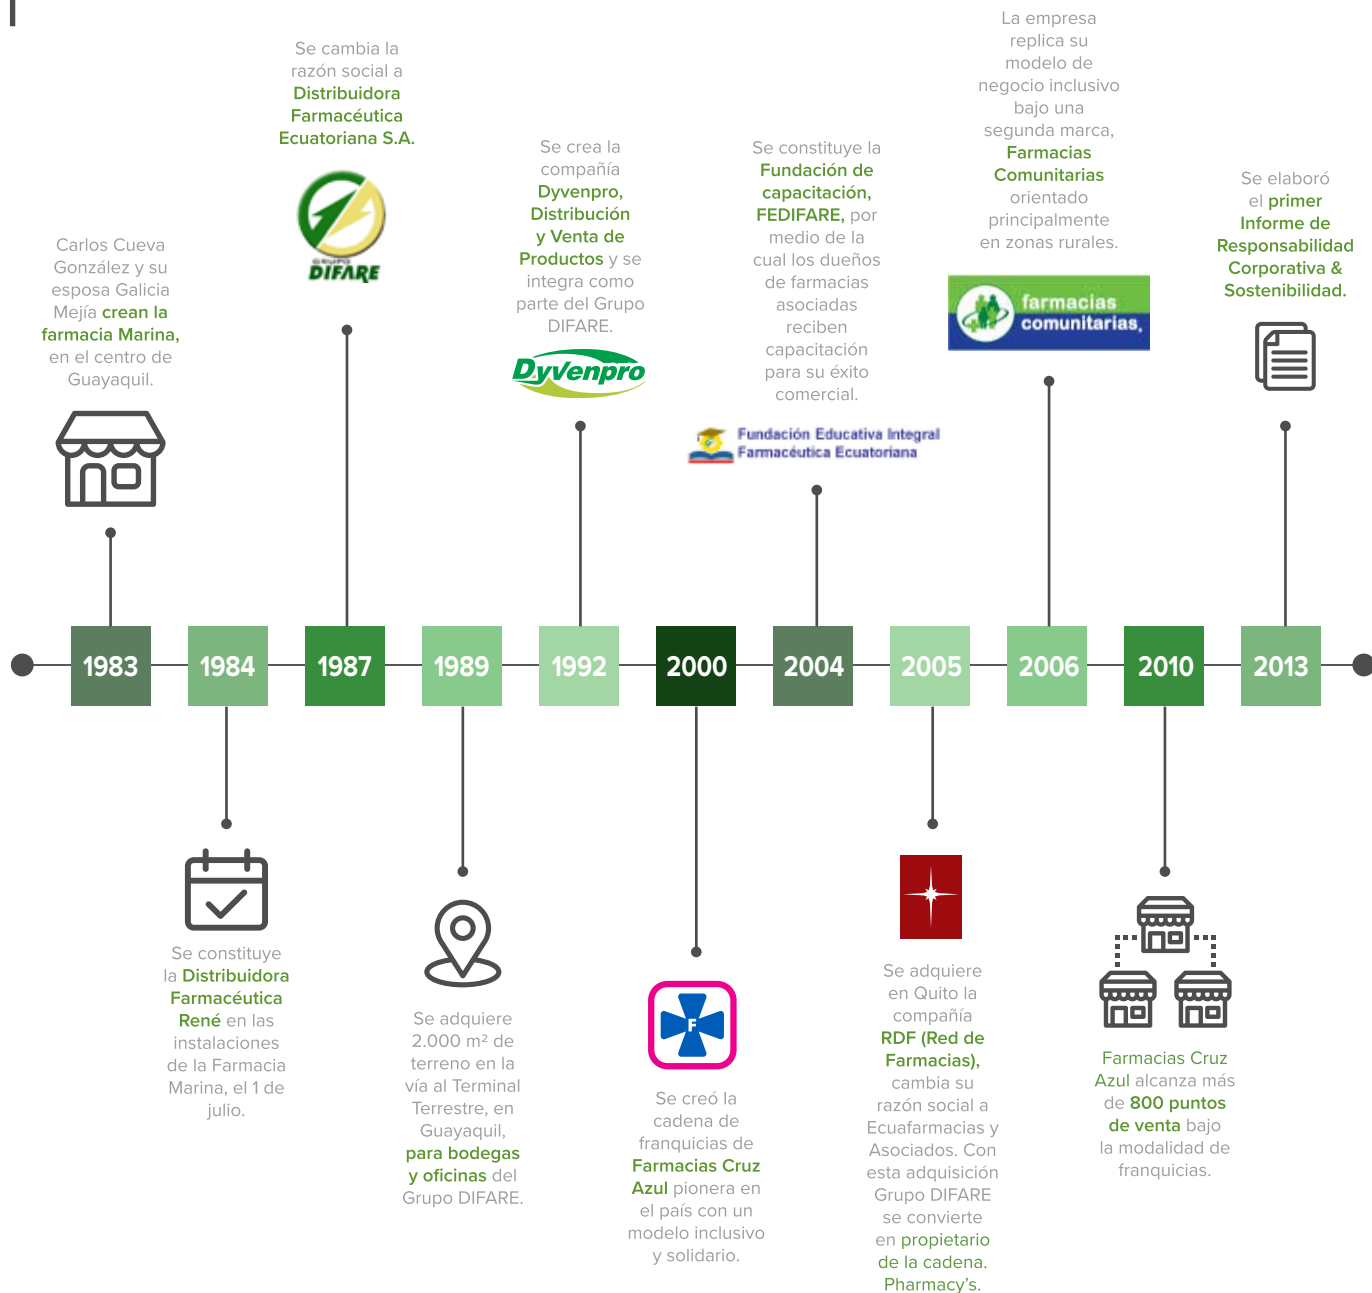 Carlos Cueva
González y su
esposa Galicia
Mejía crean la
farmacia Marina,
en el centro de
Guayaquil.
Se cambia la
razón social a
Distribuidora
Farmacéutica
Ecuatoriana S.A.
GRUPO
DIFARE
Se crea la
compañía
Dyvenpro,
Distribución
y Venta de
Productos y se
integra como
parte del Grupo
DIFARE.
DyVenpro
Se constituye la
Fundación de
capacitación,
FEDIFARE, por
medio de la
cual los dueños
de farmacias
asociadas
reciben
capacitación
para su éxito
comercial.
Fundación Educativa Integral
Farmacéutica Ecuatoriana
La empresa
replica su
modelo de
negocio inclusivo
bajo una
segunda marca,
Farmacias
Comunitarias
orientado
principalmente
en zonas rurales.
farmacias
comunitarias.
Se elaboró
el primer
Informe de
Responsabilidad
Corporativa &
Sostenibilidad.
1983
1984
1987
1989
1992
2000
2004
2005
2006
2010
2013
Se constituye
la Distribuidora
Farmacéutica
René en las
instalaciones
de la Farmacia
Marina, el 1 de
julio.
Se adquiere
2.000 m² de
terreno en la
vía al Terminal
Terrestre, en
Guayaquil,
para bodegas
y oficinas del
Grupo DIFARE.
F
Se creó la
cadena de
franquicias de
Farmacias Cruz
Azul pionera en
el país con un
modelo inclusivo
y solidario.
Se adquiere
en Quito la
compañía
RDF (Red de
Farmacias),
cambia su
razón social a
Ecuafarmacias y
Asociados. Con
esta adquisición
Grupo DIFARE
se convierte
en propietario
de la cadena.
Pharmacy's.
Farmacias Cruz
Azul alcanza más
de 800 puntos
de venta bajo
la modalidad de
franquicias.